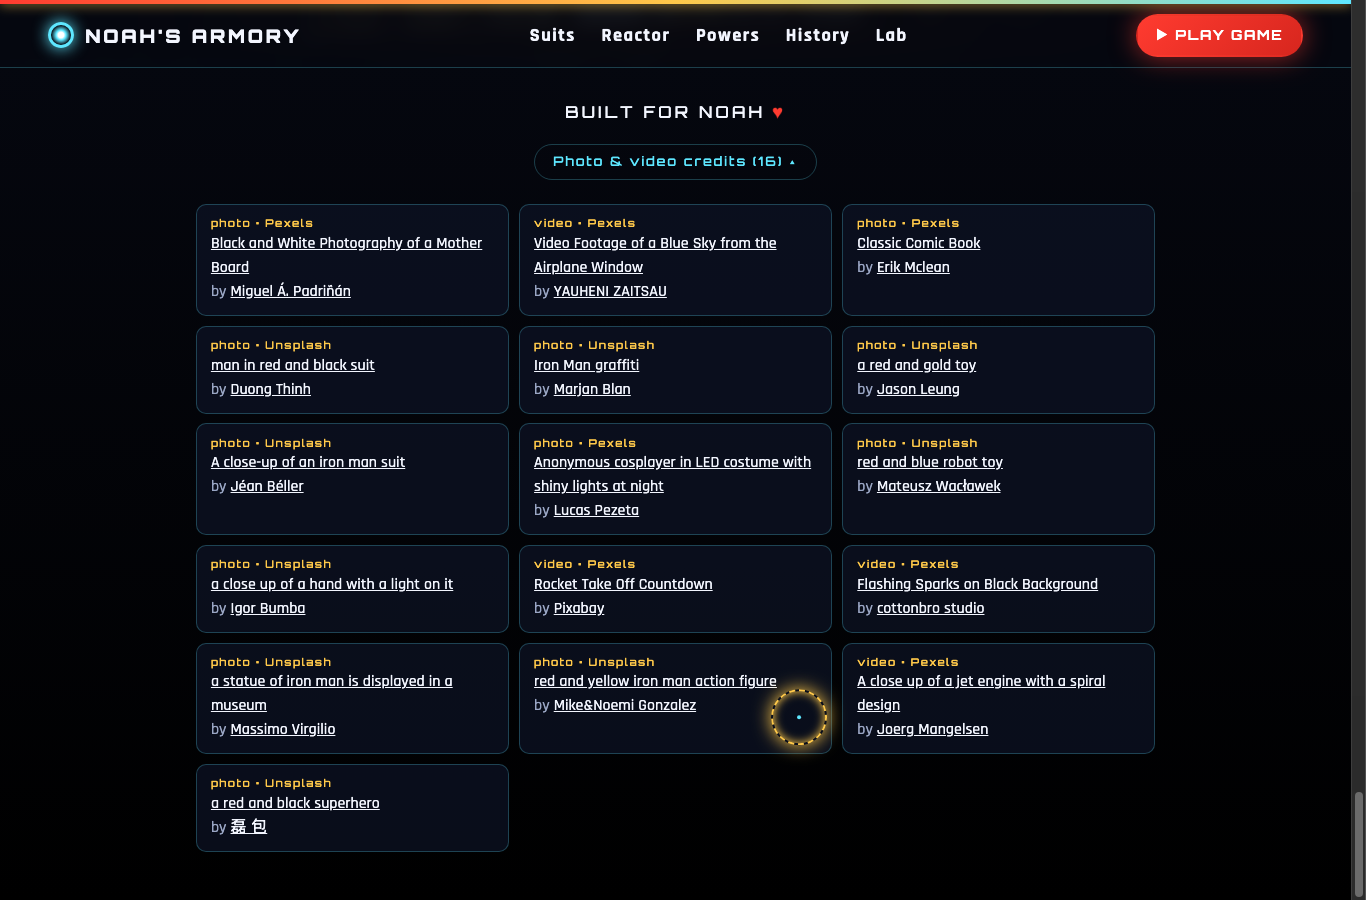 NOAH'S ARMORY
Suits Reactor Powers History Lab
▶ PLAY GAME
BUILT FOR NOAH ♥
Photo & video credits (16) ▴
photo • Pexels
Black and White Photography of a Mother
Board
by Miguel Á. Padriñán
video • Pexels
Video Footage of a Blue Sky from the
Airplane Window
by YAUHENI ZAITSAU
photo • Pexels
Classic Comic Book
by Erik Mclean
photo • Unsplash
man in red and black suit
by Duong Thinh
photo • Unsplash
Iron Man graffiti
by Marjan Blan
photo • Unsplash
a red and gold toy
by Jason Leung
photo • Unsplash
A close-up of an iron man suit
by Jéan Béller
photo • Pexels
Anonymous cosplayer in LED costume with
shiny lights at night
by Lucas Pezeta
photo • Unsplash
red and blue robot toy
by Mateusz Wacławek
photo • Unsplash
a close up of a hand with a light on it
by Igor Bumba
video • Pexels
Rocket Take Off Countdown
by Pixabay
video • Pexels
Flashing Sparks on Black Background
by cottonbro studio
photo • Unsplash
a statue of iron man is displayed in a
museum
by Massimo Virgilio
photo • Unsplash
red and yellow iron man action figure
by Mike&Noemi Gonzalez
video • Pexels
A close up of a jet engine with a spiral
design
by Joerg Mangelsen
photo • Unsplash
a red and black superhero
by 磊 包